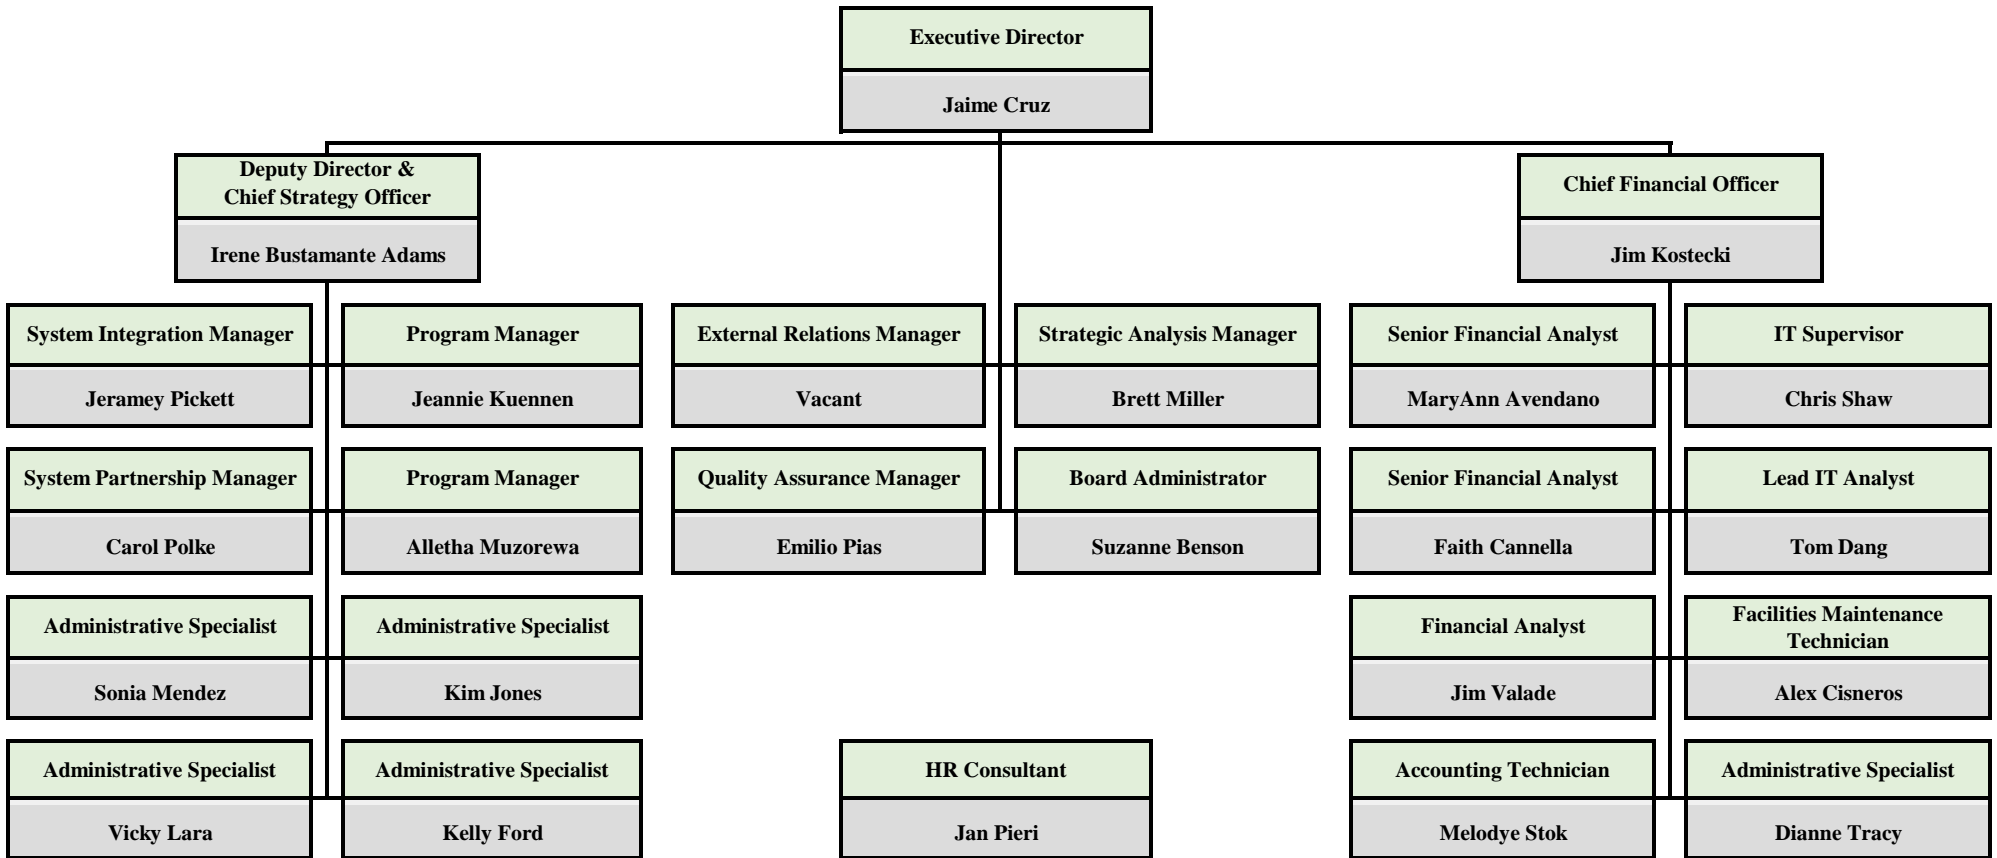 Executive Director
Jaime Cruz
Deputy Director &
Chief Strategy Officer
Irene Bustamante Adams
Chief Financial Officer
Jim Kostecki
System Integration Manager
Jeramey Pickett
Program Manager
Jeannie Kuennen
External Relations Manager
Vacant
Strategic Analysis Manager
Brett Miller
Senior Financial Analyst
MaryAnn Avendano
IT Supervisor
Chris Shaw
System Partnership Manager
Carol Polke
Program Manager
Alletha Muzorewa
Quality Assurance Manager
Emilio Pias
Board Administrator
Suzanne Benson
Senior Financial Analyst
Faith Cannella
Lead IT Analyst
Tom Dang
Administrative Specialist
Sonia Mendez
Administrative Specialist
Kim Jones
Financial Analyst
Jim Valade
Facilities Maintenance
Technician
Alex Cisneros
Administrative Specialist
Vicky Lara
Administrative Specialist
Kelly Ford
HR Consultant
Jan Pieri
Accounting Technician
Melodye Stok
Administrative Specialist
Dianne Tracy